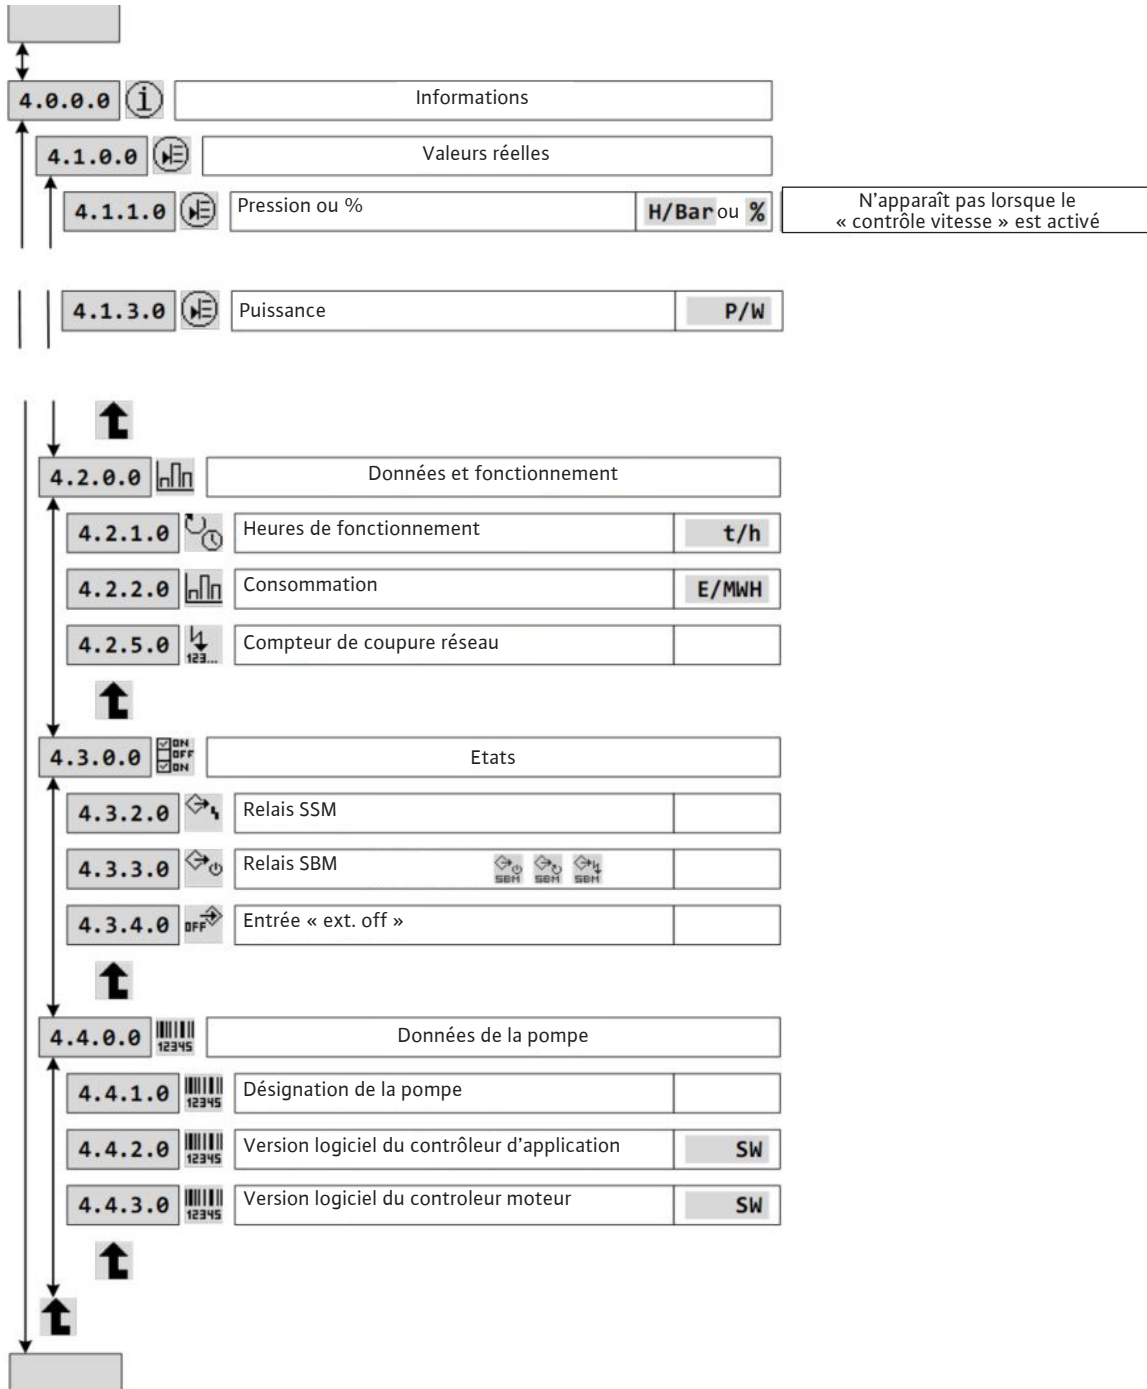 4.0.0.0 Informations
4.1.0.0 Valeurs réelles
4.1.1.0 Pression ou % H/Bar ou % N'apparaît pas lorsque le
« contrôle vitesse » est activé
4.1.3.0 Puissance P/W
4.2.0.0 Données et fonctionnement
4.2.1.0 Heures de fonctionnement t/h
4.2.2.0 Consommation E/MWH
4.2.5.0 123... Compteur de coupure réseau
4.3.0.0 ON OFF ON Etats
4.3.2.0 Relais SSM
4.3.3.0 Relais SBM SBM SBM SBM
4.3.4.0 OFF Entrée « ext. off »
4.4.0.0 12345 Données de la pompe
4.4.1.0 12345 Désignation de la pompe
4.4.2.0 12345 Version logiciel du contrôleur d'application SW
4.4.3.0 12345 Version logiciel du controleur moteur SW